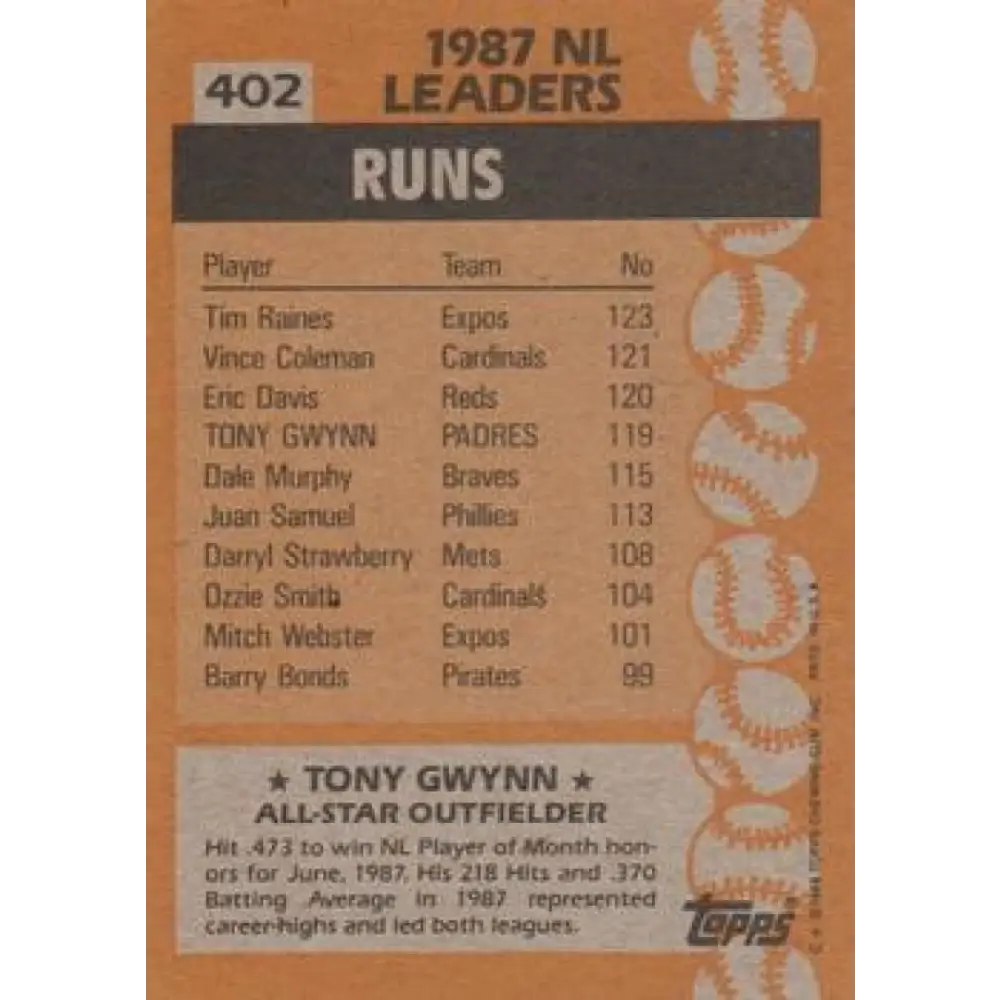 1987 NL
402 LEADERS
RUNS
Player Team No
Tim Raines Expos 123
Vince Coleman Cardinals 121
Eric Davis Reds 120
TONY GWYNN PADRES 119
Dale Murphy Braves 115
Juan Samuel Phillies 113
Darryl Strawberry Mets 108
Ozzie Smith Cardinals 104
Mitch Webster Expos 101
Barry Bonds Pirates 99
★ TONY GWYNN ★
ALL-STAR OUTFIELDER
Hit .473 to win NL Player of Month hon-
ors for June, 1987. His 218 Hits and .370
Batting Average in 1987 represented
career-highs and led both leagues.
Topps®